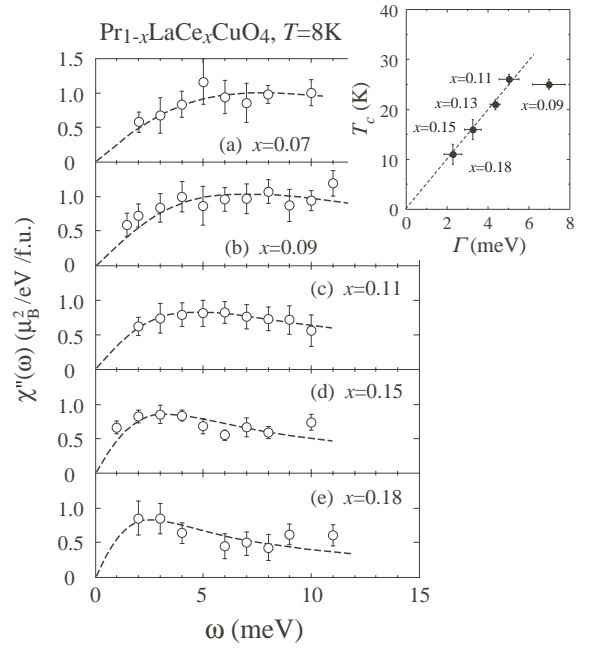 Pr1-xLaCexCuO4, T=8K
1.5
1.0
0.5
0
(a) x=0.07
1.0
0.5
0
(b) x=0.09
1.0
0.5
0
(c) x=0.11
1.0
0.5
0
(d) x=0.15
1.0
0.5
0
(e) x=0.18
0 5 10 15
ω (meV)
χ"(ω) (μB2/eV /f.u.)
40
30
20
10
0
Tc (K)
x=0.11
x=0.13
x=0.09
x=0.15
x=0.18
0 2 4 6 8
Γ (meV)